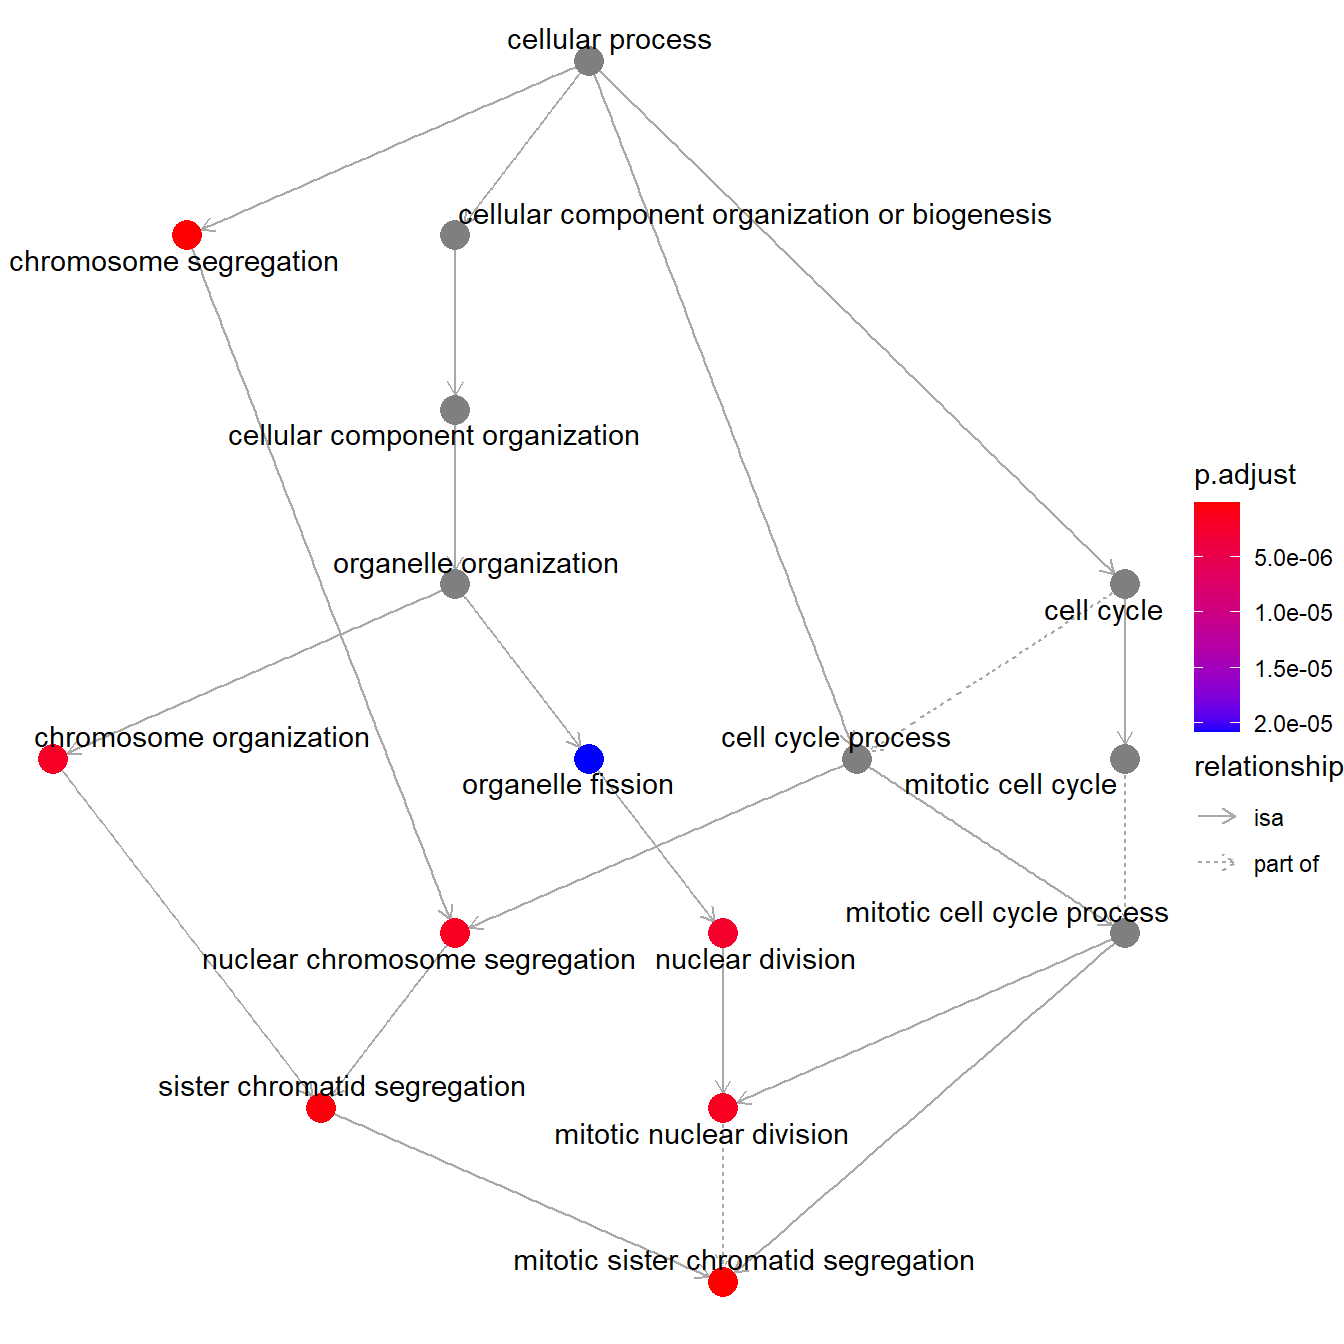 cellular process
cellular component organization or biogenesis
chromosome segregation
cellular component organization
p.adjust
5.0e-06
organelle organization
cell cycle
1.0e-05
1.5e-05
2.0e-05
chromosome organization
cell cycle process
organelle fission
mitotic cell cycle
relationship
isa
part of
mitotic cell cycle process
nuclear chromosome segregation
nuclear division
sister chromatid segregation
mitotic nuclear division
mitotic sister chromatid segregation